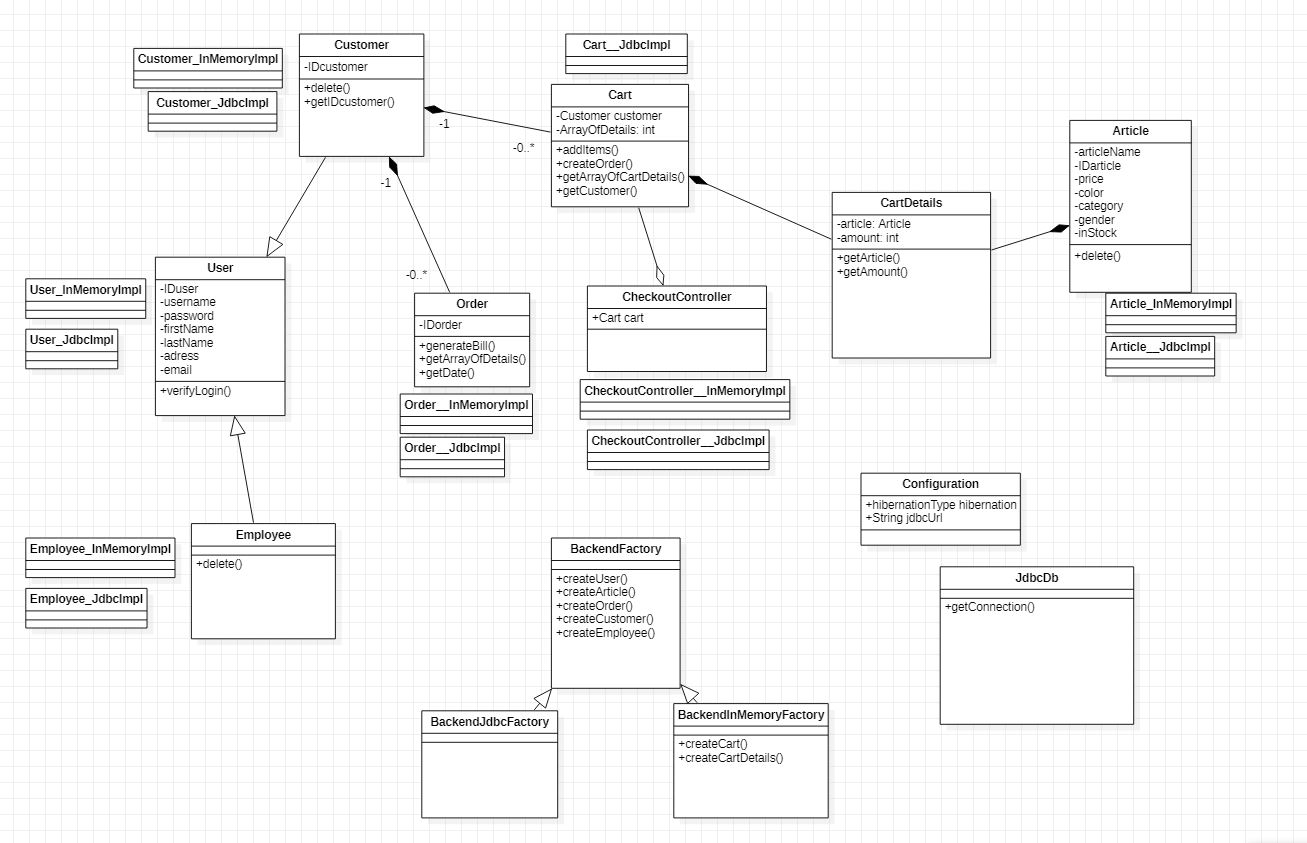 Customer_InMemoryImpl
Customer_JdbcImpl
Customer
-IDcustomer
+delete()
+getIDcustomer()
-1
-0..*
-1
-0..*
Cart__JdbcImpl
Cart
-Customer customer
-ArrayOfDetails: int
+addItems()
+createOrder()
+getArrayOfCartDetails()
+getCustomer()
Article
-articleName
-IDarticle
-price
-color
-category
-gender
-inStock
+delete()
Article_InMemoryImpl
Article__JdbcImpl
CartDetails
-article: Article
-amount: int
+getArticle()
+getAmount()
User_InMemoryImpl
User_JdbcImpl
User
-IDuser
-username
-password
-firstName
-lastName
-adress
-email
+verifyLogin()
Order
-IDorder
+generateBill()
+getArrayOfDetails()
+getDate()
Order__InMemoryImpl
Order__JdbcImpl
CheckoutController
+Cart cart
CheckoutController__InMemoryImpl
CheckoutController__JdbcImpl
Configuration
+hibernationType hibernation
+String jdbcUrl
Employee_InMemoryImpl
Employee_JdbcImpl
Employee
+delete()
BackendFactory
+createUser()
+createArticle()
+createOrder()
+createCustomer()
+createEmployee()
JdbcDb
+getConnection()
BackendJdbcFactory
BackendInMemoryFactory
+createCart()
+createCartDetails()